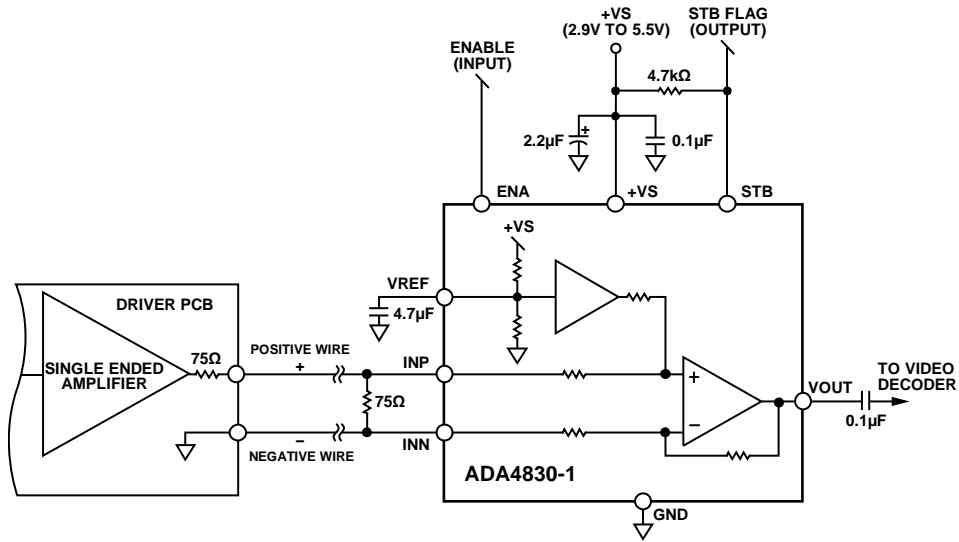 +VS
(2.9V TO 5.5V)
STB FLAG
(OUTPUT)
ENABLE
(INPUT)
4.7kΩ
2.2µF
+
0.1µF
ENA
+VS
STB
+VS
VREF
4.7µF
DRIVER PCB
SINGLE ENDED
AMPLIFIER
75Ω
POSITIVE WIRE
+
INP
75Ω
–
NEGATIVE WIRE
INN
+
–
VOUT
TO VIDEO
DECODER
0.1µF
ADA4830-1
GND